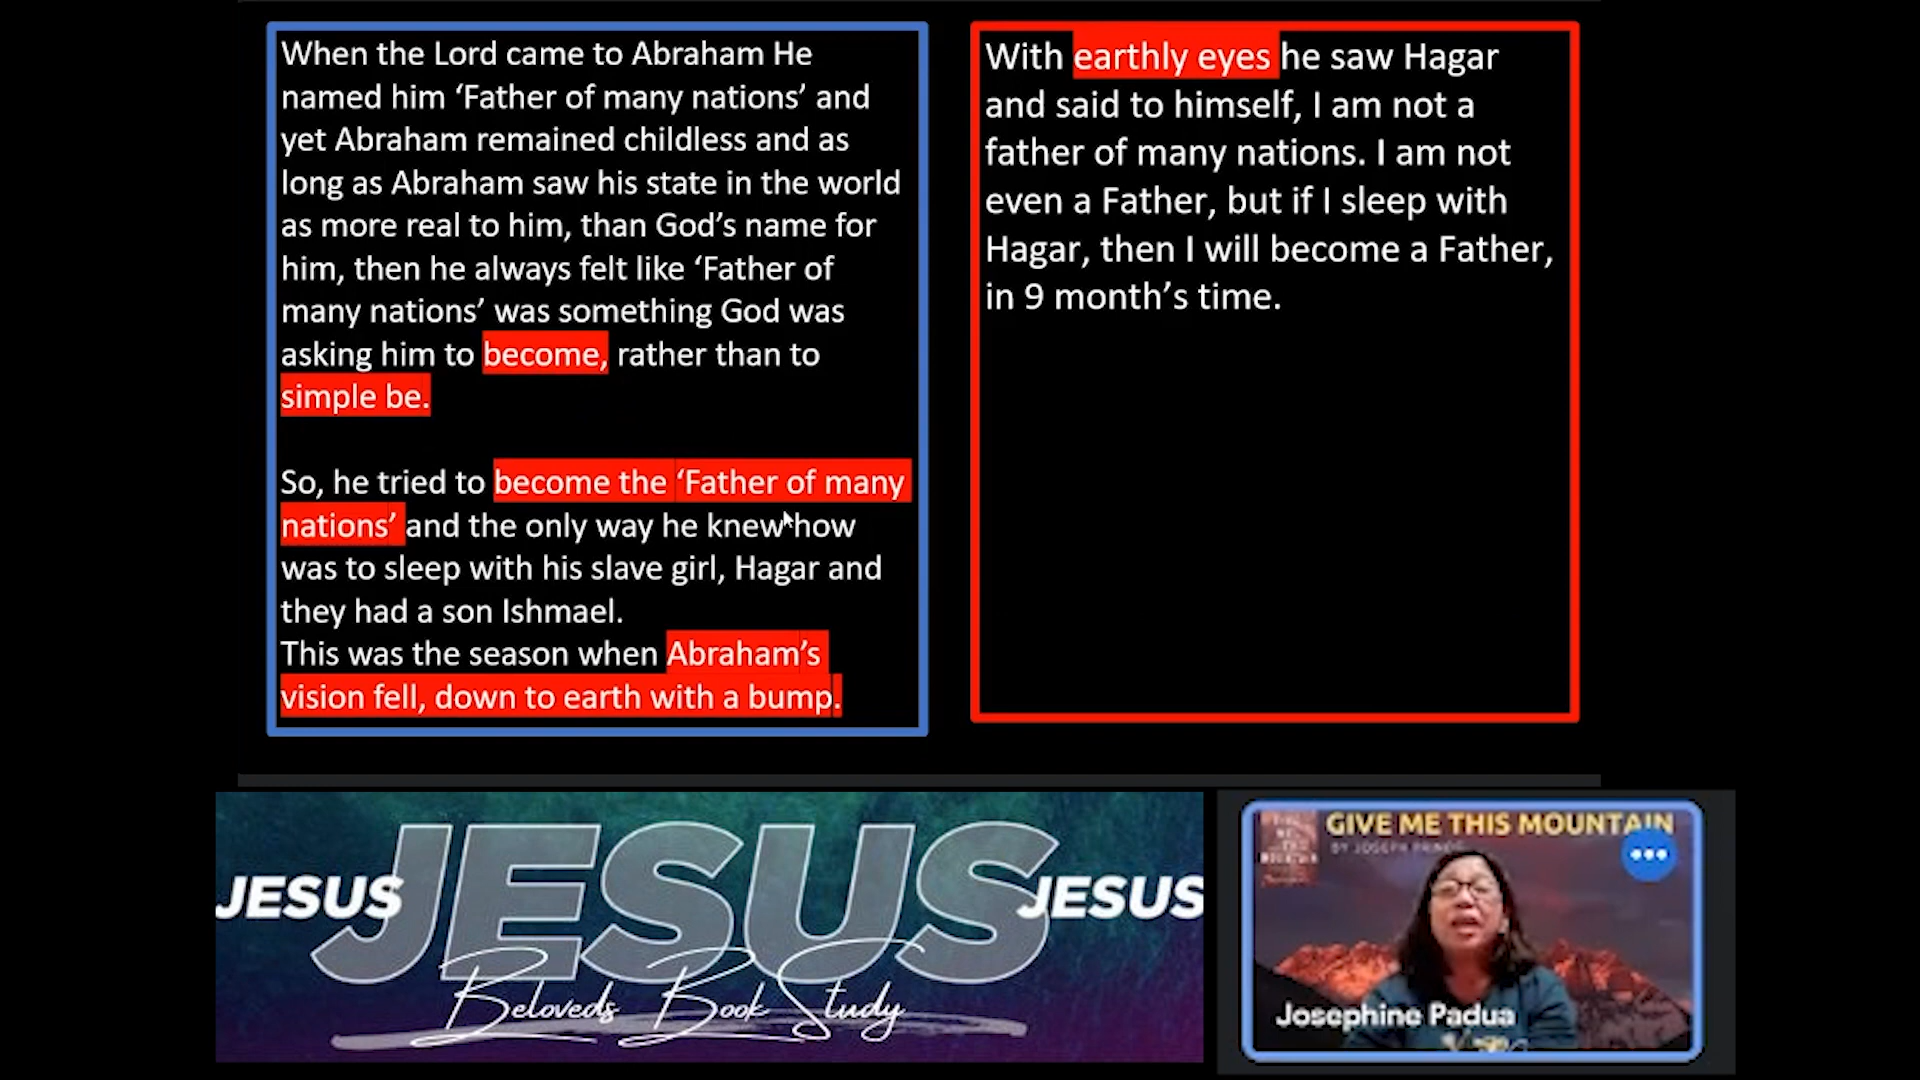 When the Lord came to Abraham He
named him ‘Father of many nations’ and
yet Abraham remained childless and as
long as Abraham saw his state in the world
as more real to him, than God’s name for
him, then he always felt like ‘Father of
many nations’ was something God was
asking him to become, rather than to
simple be.
So, he tried to become the ‘Father of many
nations’ and the only way he knew how
was to sleep with his slave girl, Hagar and
they had a son Ishmael.
This was the season when Abraham’s
vision fell, down to earth with a bump.
With earthly eyes he saw Hagar
and said to himself, I am not a
father of many nations. I am not
even a Father, but if I sleep with
Hagar, then I will become a Father,
in 9 month’s time.
JESUS JESUS JESUS
Beloveds Book Study
GIVE ME THIS MOUNTAIN
BY JOSEPH PRINCE
Josephine Padua